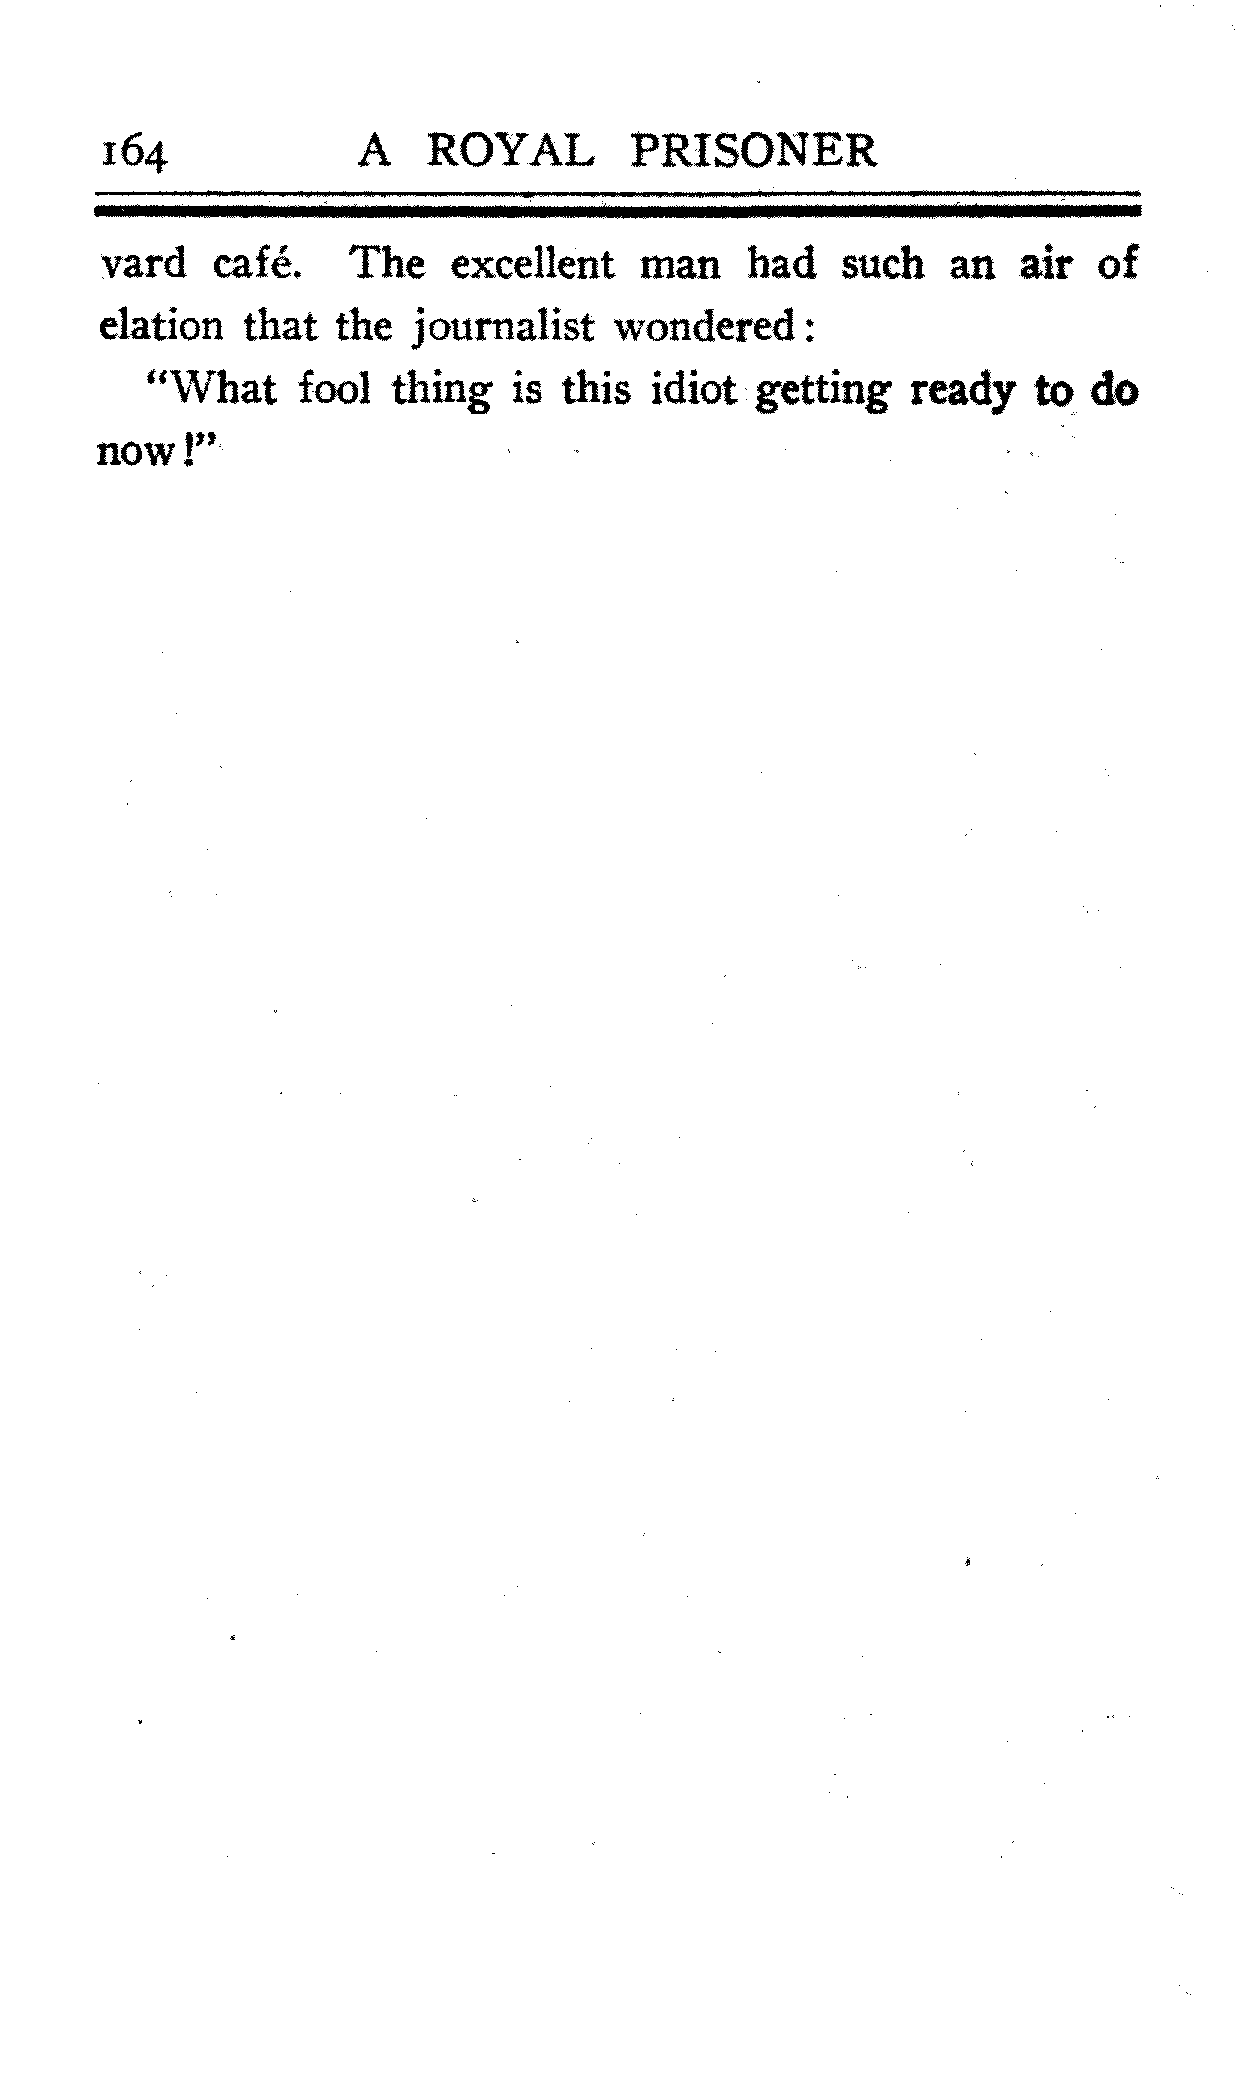 164 A ROYAL PRISONER
vard café. The excellent man had such an air of
elation that the journalist wondered:
"What fool thing is this idiot getting ready to do
now!"